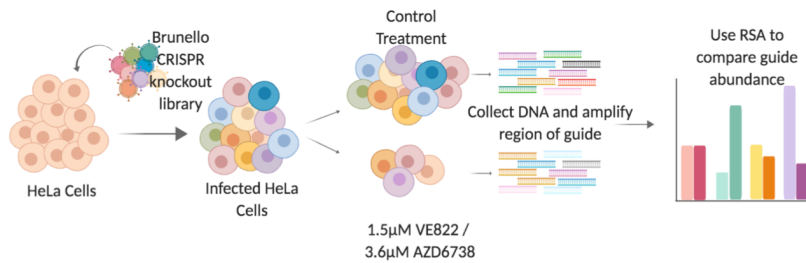 Brunello
CRISPR
knockout
library
HeLa Cells
Infected HeLa
Cells
Control
Treatment
1.5µM VE822 /
3.6µM AZD6738
Collect DNA and amplify
region of guide
Use RSA to
compare guide
abundance